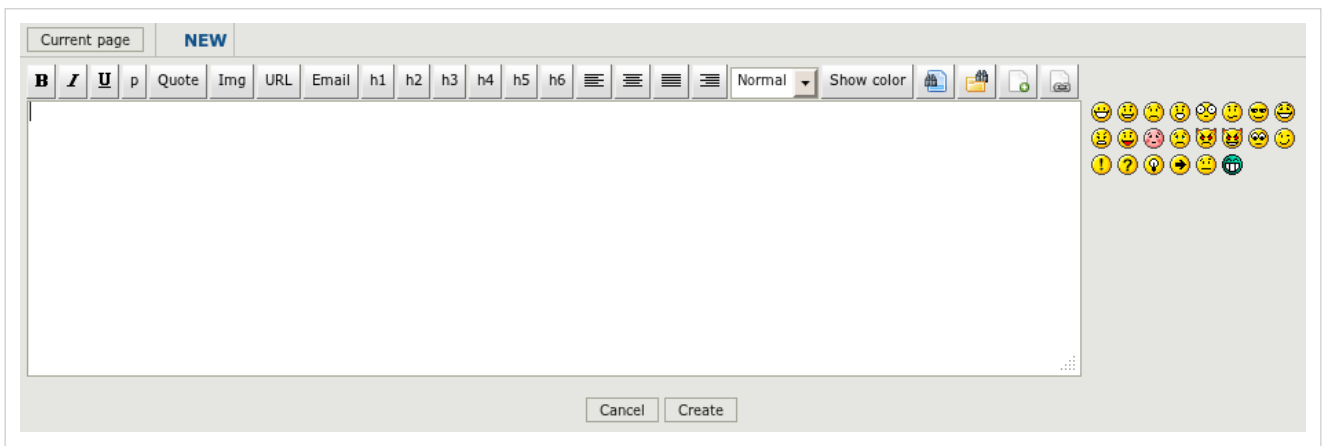 Current page NEW
B I U p Quote Img URL Email h1 h2 h3 h4 h5 h6 Normal Show color
! ?
Cancel Create